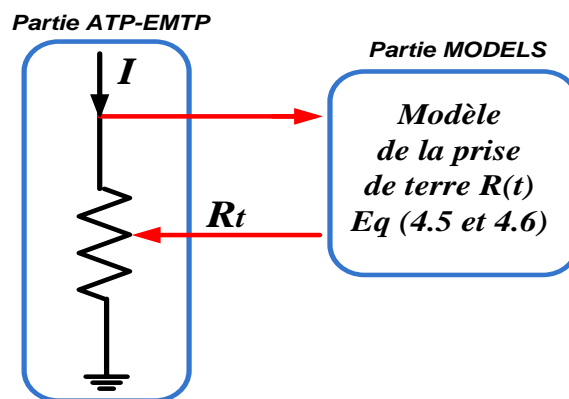 Partie ATP-EMTP
I
Rt
Partie MODELS
Modèle
de la prise
de terre R(t)
Eq (4.5 et 4.6)